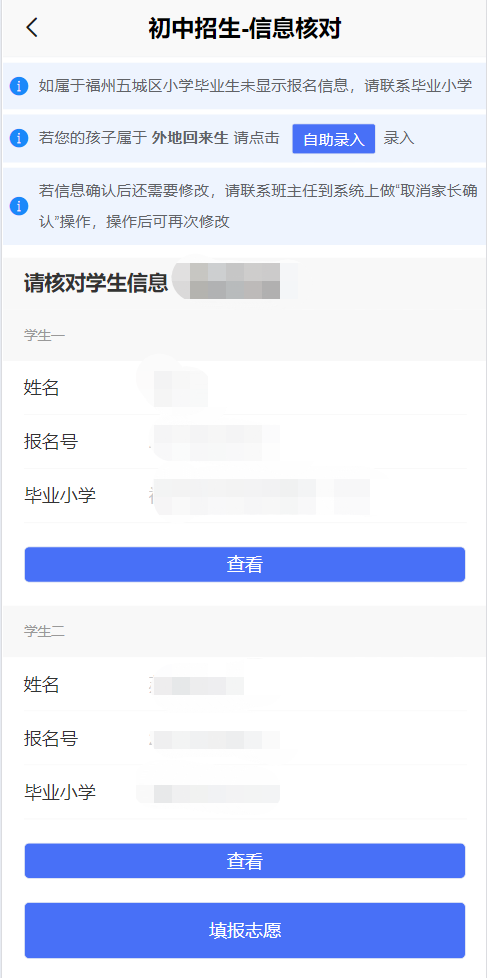 初中招生-信息核对
如属于福州五城区小学毕业生未显示报名信息，请联系毕业小学
若您的孩子属于 外地回来生 请点击 自助录入 录入
若信息确认后还需要修改，请联系班主任到系统上做“取消家长确
认”操作，操作后可再次修改
请核对学生信息
学生一
姓名
报名号
毕业小学
查看
学生二
姓名
报名号
毕业小学
查看
填报志愿